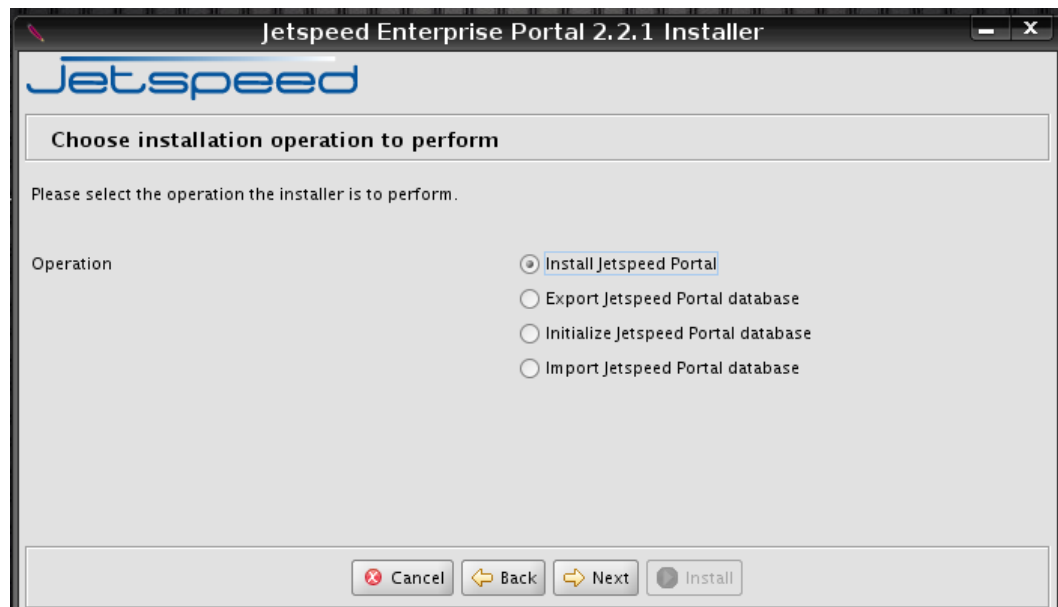 Jetspeed Enterprise Portal 2.2.1 Installer
Jetspeed
Choose installation operation to perform
Please select the operation the installer is to perform.
Operation
Install Jetspeed Portal
Export Jetspeed Portal database
Initialize Jetspeed Portal database
Import Jetspeed Portal database
Cancel Back Next Install